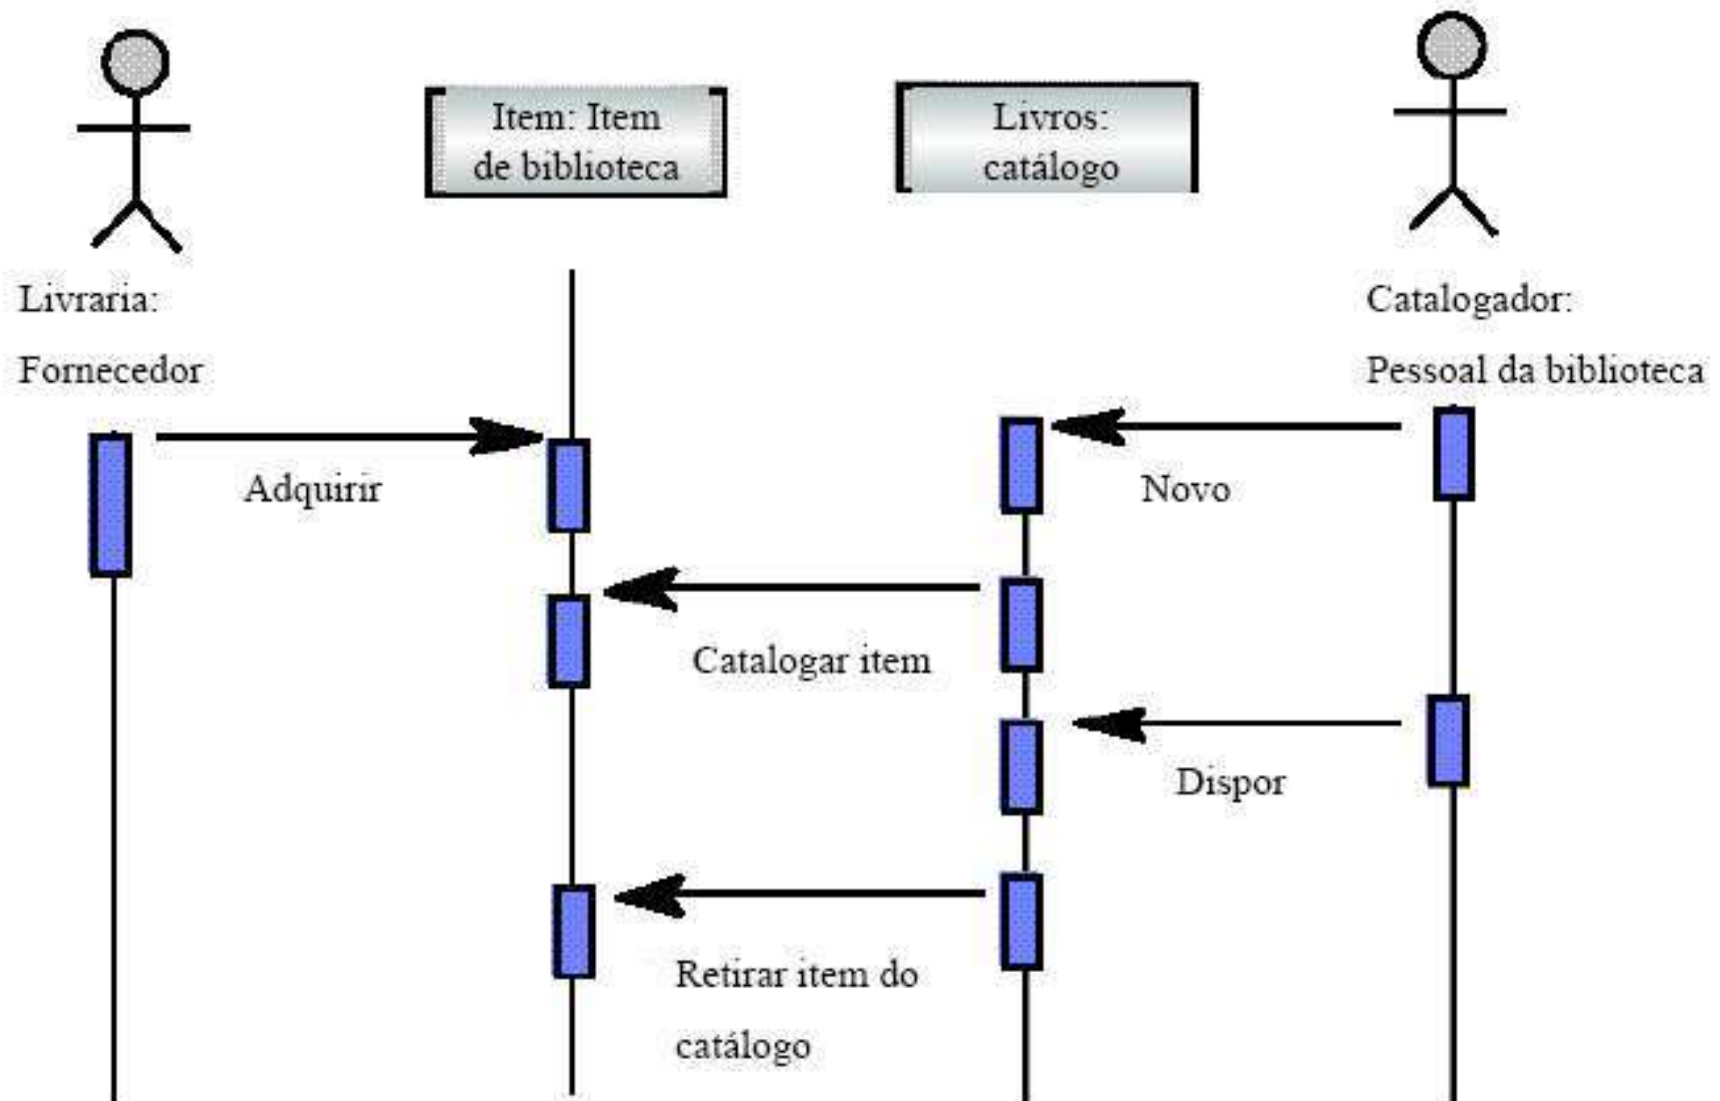 Item: Item
de biblioteca
Livros:
catálogo
Livraria:
Fornecedor
Catalogador:
Pessoal da biblioteca
Adquirir
Novo
Catalogar item
Dispor
Retirar item do
catálogo